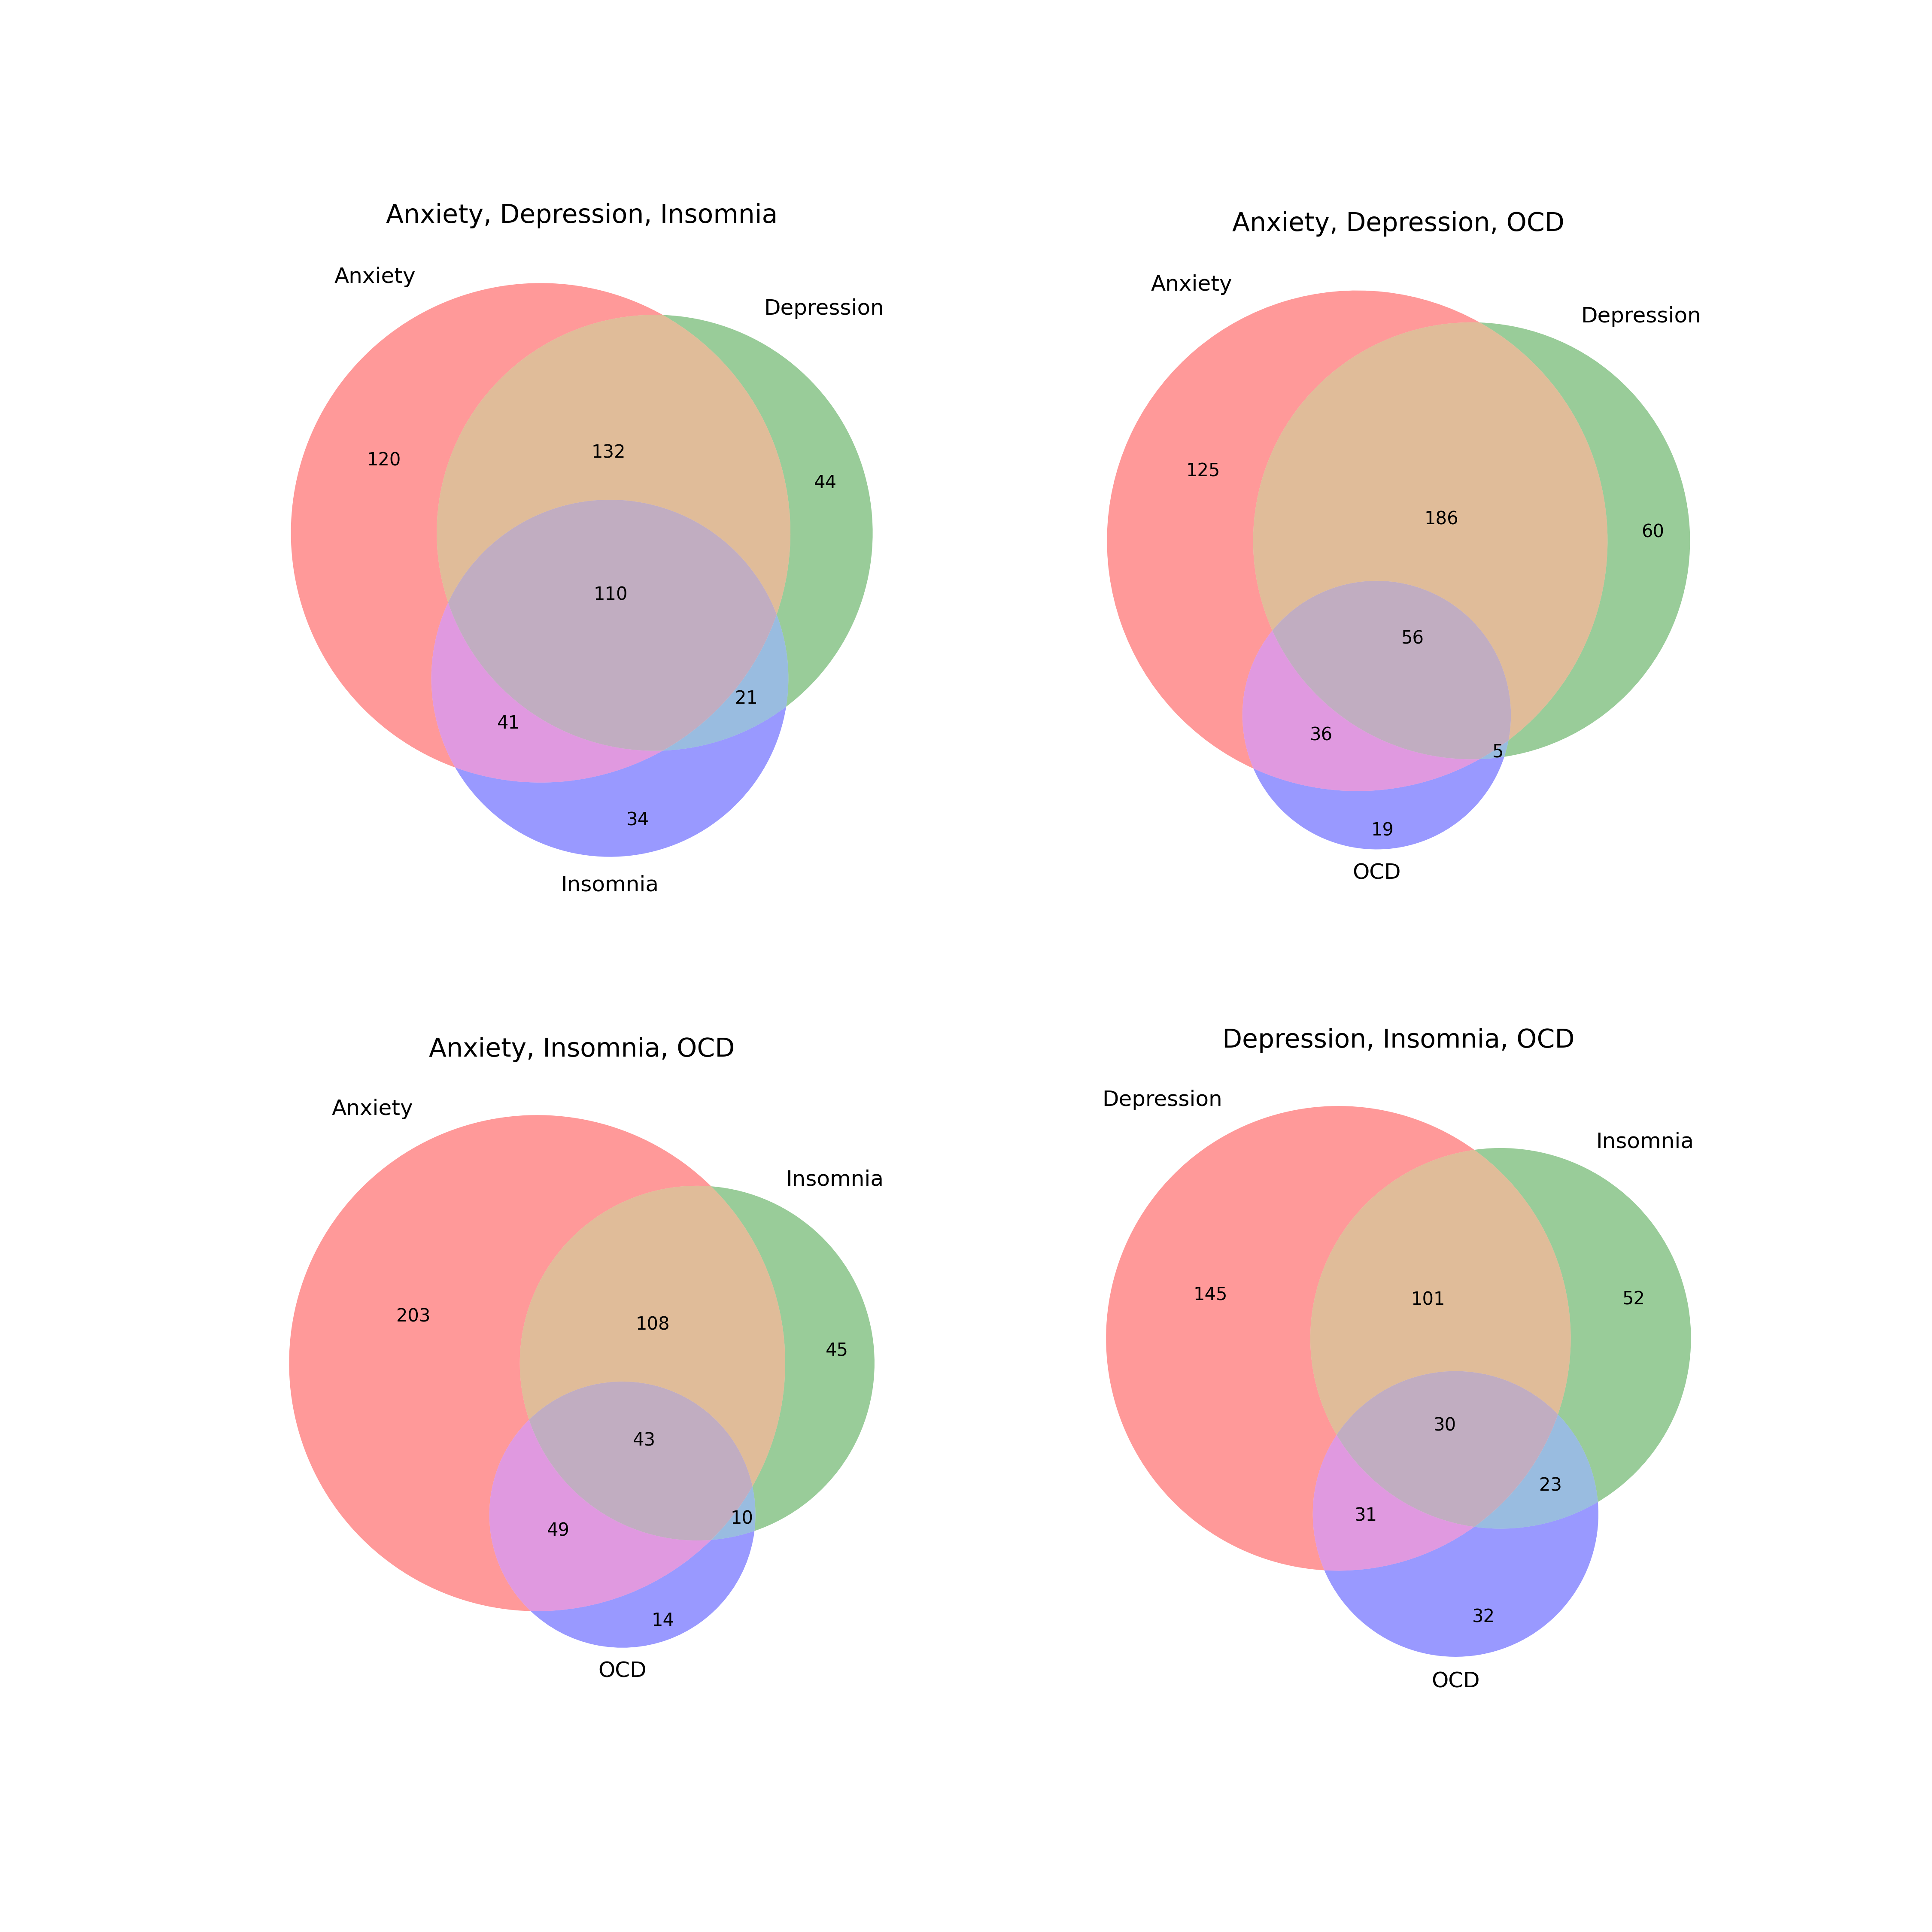 Anxiety, Depression, Insomnia
Anxiety
Depression
120
132
44
110
21
41
34
Insomnia
Anxiety, Depression, OCD
Anxiety
Depression
125
186
60
56
36
5
19
OCD
Anxiety, Insomnia, OCD
Anxiety
Insomnia
203
108
45
43
10
49
14
OCD
Depression, Insomnia, OCD
Depression
Insomnia
145
101
52
30
23
31
32
OCD